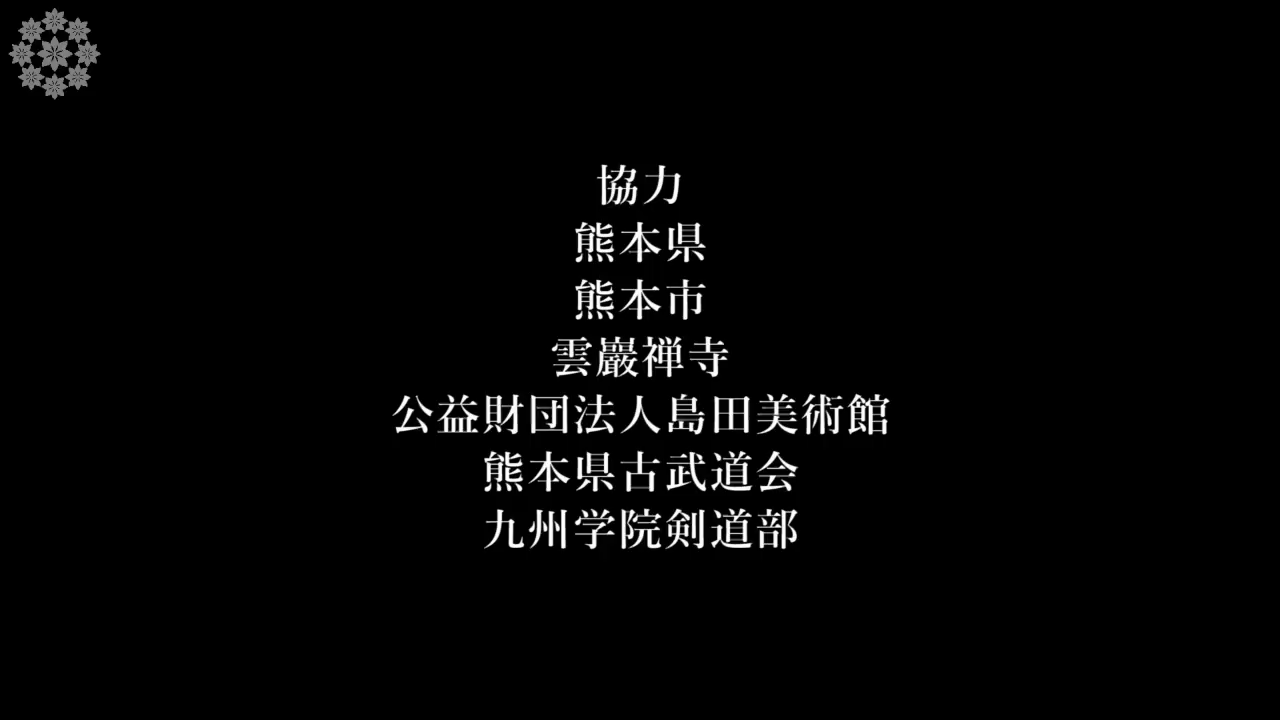 協力
熊本県
熊本市
雲巖禅寺
公益財団法人島田美術館
熊本県古武道会
九州学院剣道部